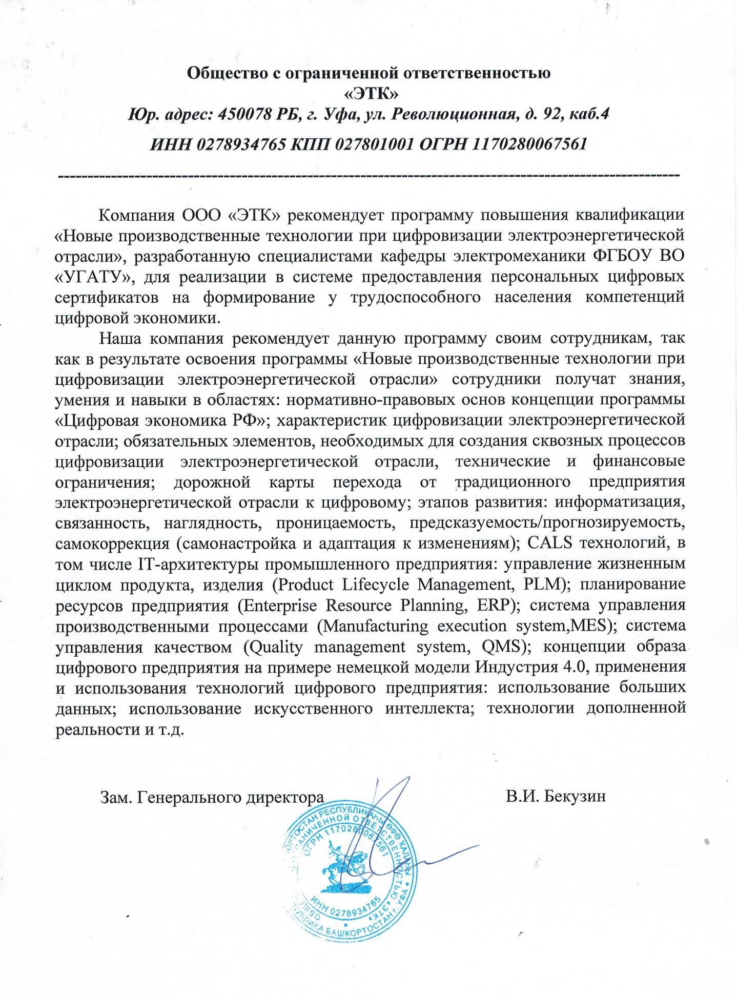 Общество с ограниченной ответственностью
«ЭТК»
Юр. адрес: 450078 РБ, г. Уфа, ул. Революционная, д. 92, каб.4
ИНН 0278934765 КПП 027801001 ОГРН 1170280067561
Компания ООО «ЭТК» рекомендует программу повышения квалификации
«Новые производственные технологии при цифровизации электроэнергетической
отрасли», разработанную специалистами кафедры электромеханики ФГБОУ ВО
«УГАТУ», для реализации в системе предоставления персональных цифровых
сертификатов на формирование у трудоспособного населения компетенций
цифровой экономики.
Наша компания рекомендует данную программу своим сотрудникам, так
как в результате освоения программы «Новые производственные технологии при
цифровизации электроэнергетической отрасли» сотрудники получат знания,
умения и навыки в областях: нормативно-правовых основ концепции программы
«Цифровая экономика РФ»; характеристик цифровизации электроэнергетической
отрасли; обязательных элементов, необходимых для создания сквозных процессов
цифровизации электроэнергетической отрасли, технические и финансовые
ограничения; дорожной карты перехода от традиционного предприятия
электроэнергетической отрасли к цифровому; этапов развития: информатизация,
связанность, наглядность, проницаемость, предсказуемость/прогнозируемость,
самокоррекция (самонастройка и адаптация к изменениям); CALS технологий, в
том числе IT-архитектуры промышленного предприятия: управление жизненным
циклом продукта, изделия (Product Lifecycle Management, PLM); планирование
ресурсов предприятия (Enterprise Resource Planning, ERP); система управления
производственными процессами (Manufacturing execution system,MES); система
управления качеством (Quality management system, QMS); концепции образа
цифрового предприятия на примере немецкой модели Индустрия 4.0, применения
и использования технологий цифрового предприятия: использование больших
данных; использование искусственного интеллекта; технологии дополненной
реальности и т.д.
Зам. Генерального директора В.И. Бекузин
РЕСПУБЛИКАҺЫ ӨФӨ ҠАЛАҺЫ
ОТВЕТСТВЕННОСТЬЮ «ЭТК»
ОГРН 1170280067561
ИНН 0278934765
БАШКОРТОСТАН г. УФА